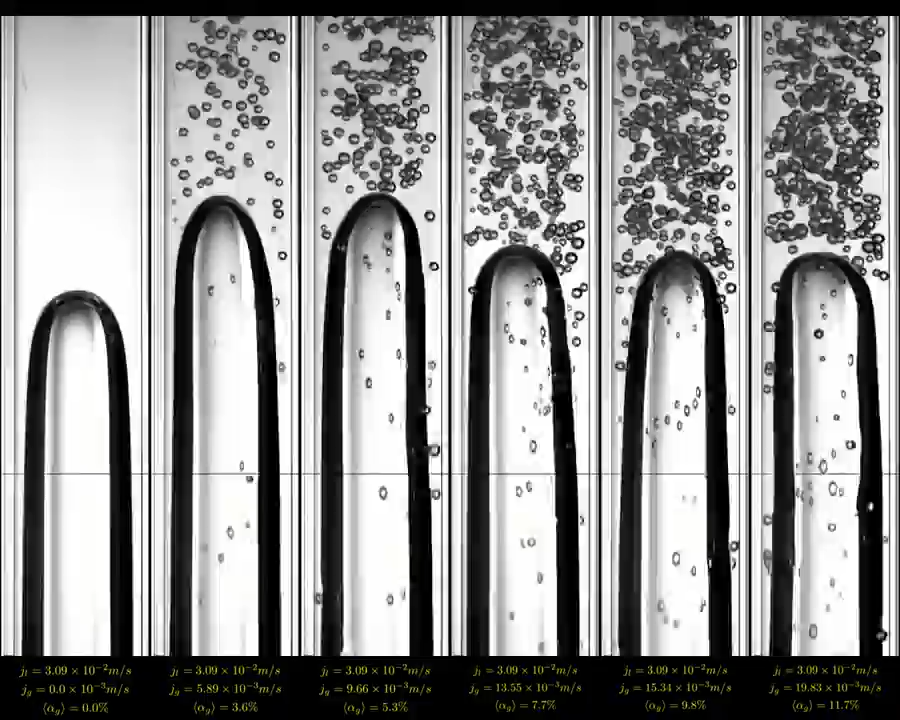 j_l = 3.09 × 10⁻² m/s
j_g = 0.0 × 10⁻³ m/s
⟨α_g⟩ = 0.0%
j_l = 3.09 × 10⁻² m/s
j_g = 5.89 × 10⁻³ m/s
⟨α_g⟩ = 3.6%
j_l = 3.09 × 10⁻² m/s
j_g = 9.66 × 10⁻³ m/s
⟨α_g⟩ = 5.3%
j_l = 3.09 × 10⁻² m/s
j_g = 13.55 × 10⁻³ m/s
⟨α_g⟩ = 7.7%
j_l = 3.09 × 10⁻² m/s
j_g = 15.34 × 10⁻³ m/s
⟨α_g⟩ = 9.8%
j_l = 3.09 × 10⁻² m/s
j_g = 19.83 × 10⁻³ m/s
⟨α_g⟩ = 11.7%